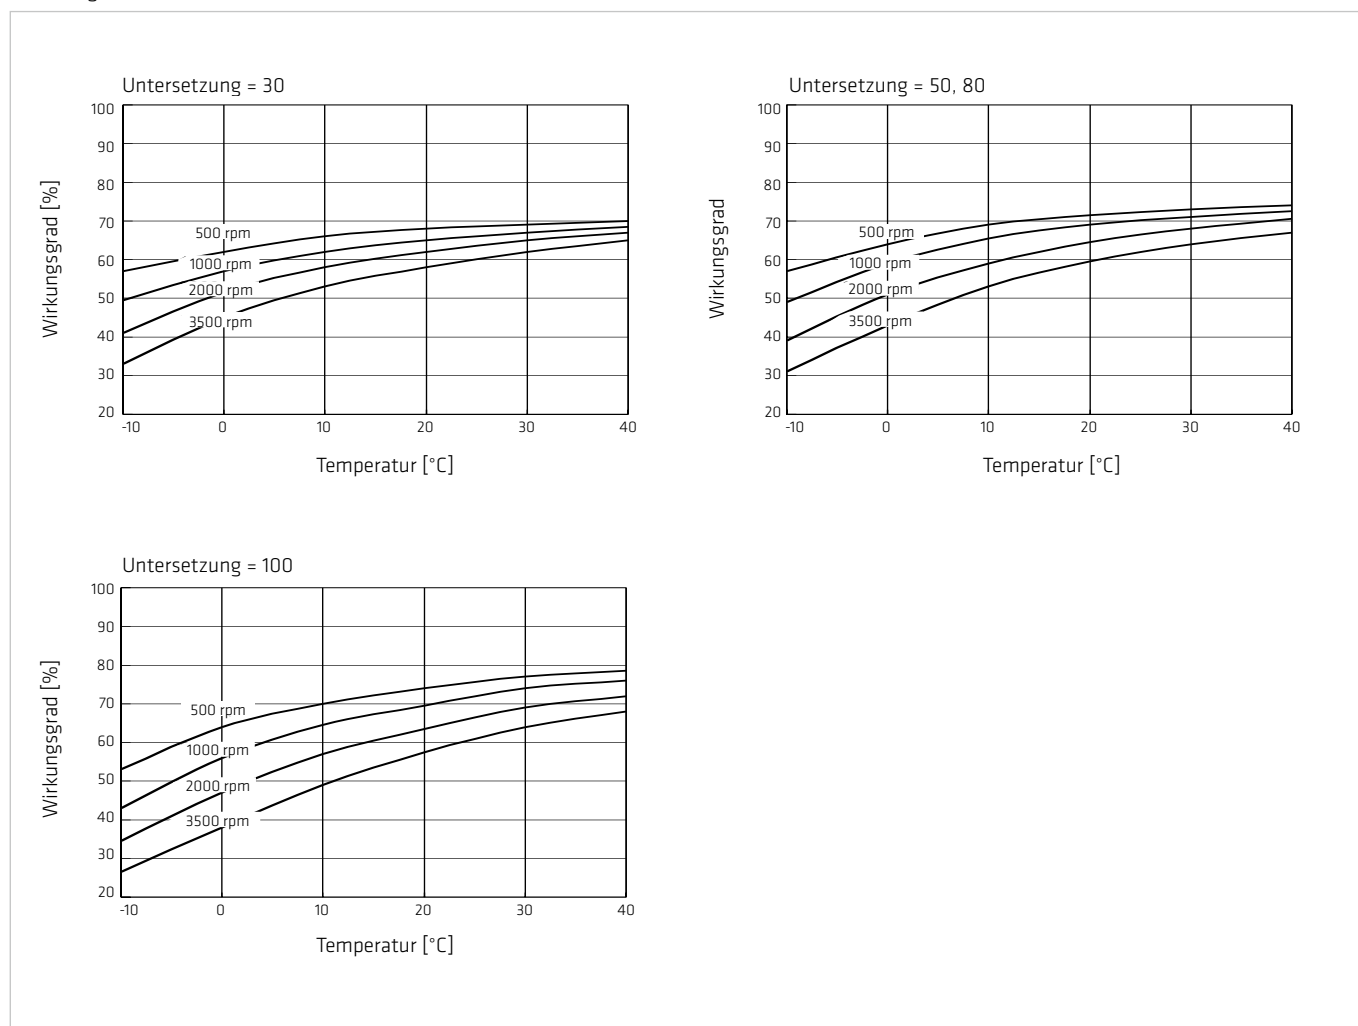 Untersetzung = 30
100
90
80
70
60
50
40
30
20
Wirkungsgrad [%]
500 rpm
1000 rpm
2000 rpm
3500 rpm
-10 0 10 20 30 40
Temperatur [°C]
Untersetzung = 50, 80
100
90
80
70
60
50
40
30
20
Wirkungsgrad
500 rpm
1000 rpm
2000 rpm
3500 rpm
-10 0 10 20 30 40
Temperatur [°C]
Untersetzung = 100
100
90
80
70
60
50
40
30
20
Wirkungsgrad [%]
500 rpm
1000 rpm
2000 rpm
3500 rpm
-10 0 10 20 30 40
Temperatur [°C]